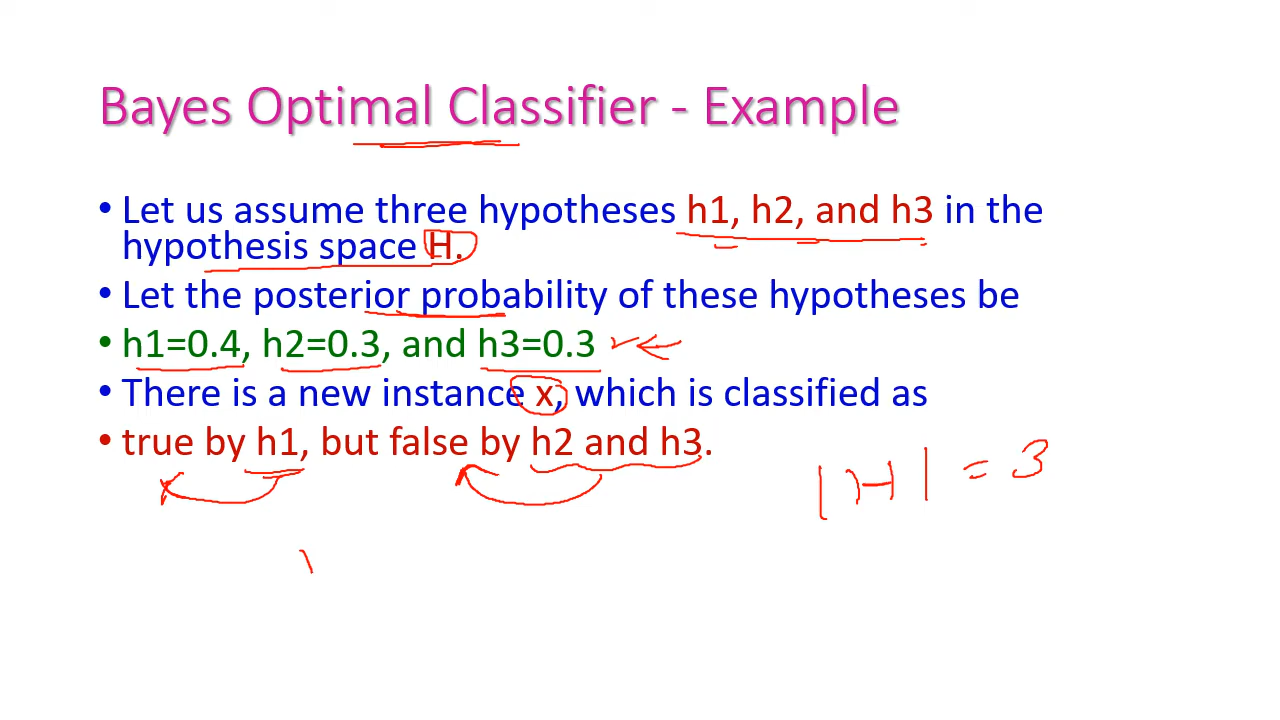 Bayes Optimal Classifier - Example
• Let us assume three hypotheses h1, h2, and h3 in the
hypothesis space H.
• Let the posterior probability of these hypotheses be
• h1=0.4, h2=0.3, and h3=0.3
• There is a new instance x, which is classified as
• true by h1, but false by h2 and h3.
|H| = 3